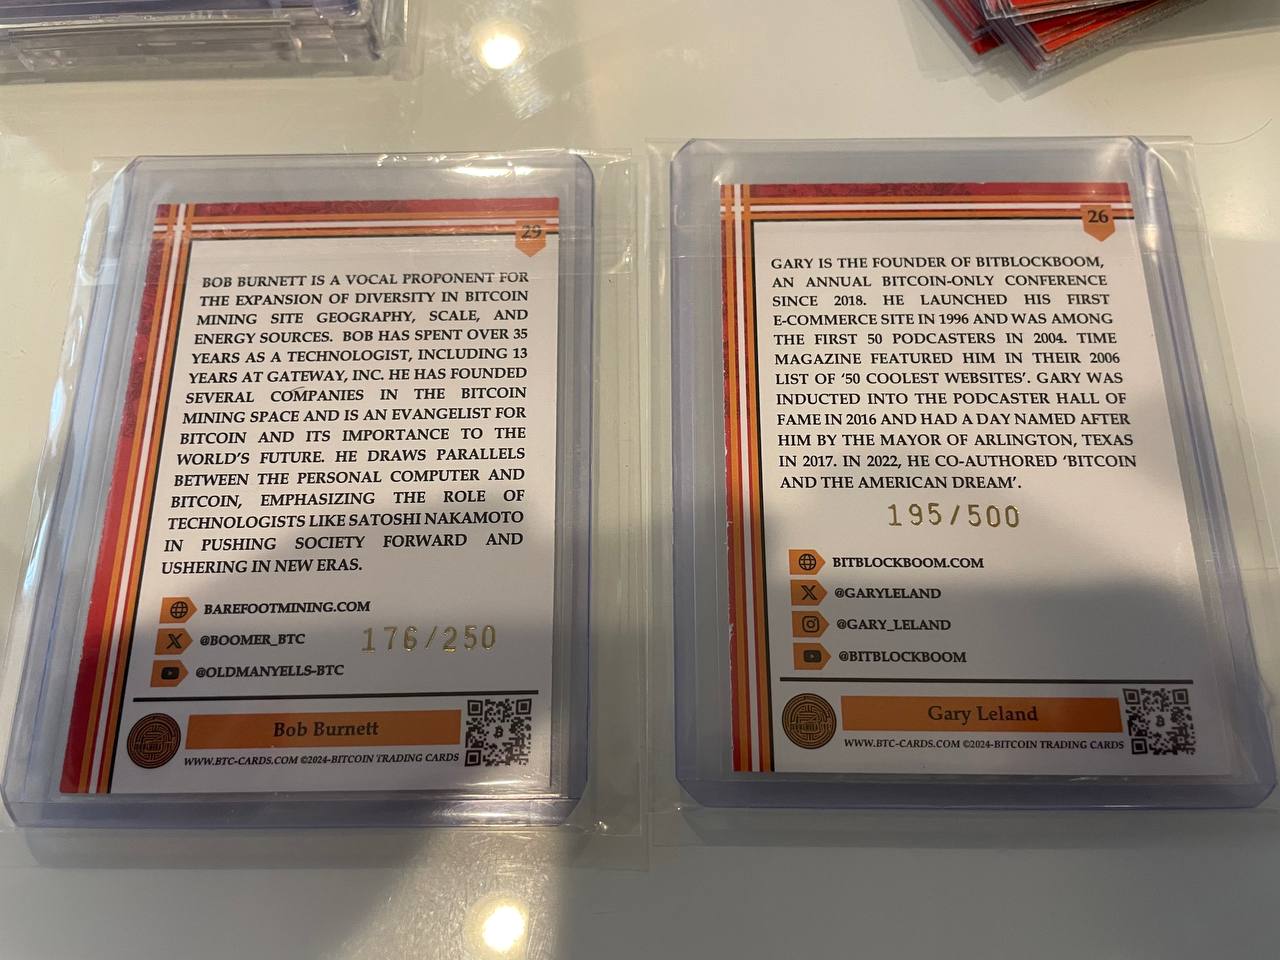 29
BOB BURNETT IS A VOCAL PROPONENT FOR
THE EXPANSION OF DIVERSITY IN BITCOIN
MINING SITE GEOGRAPHY, SCALE, AND
ENERGY SOURCES. BOB HAS SPENT OVER 35
YEARS AS A TECHNOLOGIST, INCLUDING 13
YEARS AT GATEWAY, INC. HE HAS FOUNDED
SEVERAL COMPANIES IN THE BITCOIN
MINING SPACE AND IS AN EVANGELIST FOR
BITCOIN AND ITS IMPORTANCE TO THE
WORLD'S FUTURE. HE DRAWS PARALLELS
BETWEEN THE PERSONAL COMPUTER AND
BITCOIN, EMPHASIZING THE ROLE OF
TECHNOLOGISTS LIKE SATOSHI NAKAMOTO
IN PUSHING SOCIETY FORWARD AND
USHERING IN NEW ERAS.
BAREFOOTMINING.COM
@BOOMER_BTC
176/250
@OLDMANYELLS-BTC
Bob Burnett
WWW.BTC-CARDS.COM ©2024-BITCOIN TRADING CARDS
26
GARY IS THE FOUNDER OF BITBLOCKBOOM,
AN ANNUAL BITCOIN-ONLY CONFERENCE
SINCE 2018. HE LAUNCHED HIS FIRST
E-COMMERCE SITE IN 1996 AND WAS AMONG
THE FIRST 50 PODCASTERS IN 2004. TIME
MAGAZINE FEATURED HIM IN THEIR 2006
LIST OF '50 COOLEST WEBSITES'. GARY WAS
INDUCTED INTO THE PODCASTER HALL OF
FAME IN 2016 AND HAD A DAY NAMED AFTER
HIM BY THE MAYOR OF ARLINGTON, TEXAS
IN 2017. IN 2022, HE CO-AUTHORED 'BITCOIN
AND THE AMERICAN DREAM'.
195/500
BITBLOCKBOOM.COM
@GARYLELAND
@GARY_LELAND
@BITBLOCKBOOM
Gary Leland
WWW.BTC-CARDS.COM ©2024-BITCOIN TRADING CARDS